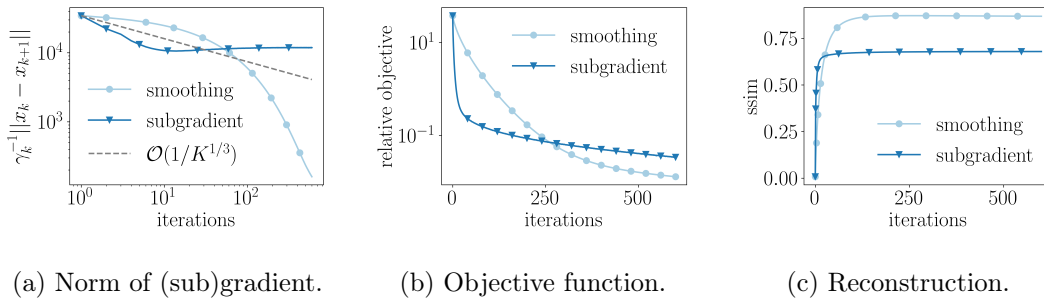 γ_k^{-1}||x_k − x_{k+1}||
10^4
10^3
smoothing
subgradient
O(1/K^{1/3})
10^0
10^1
10^2
iterations
(a) Norm of (sub)gradient.
relative objective
10^1
10^{-1}
smoothing
subgradient
0
250
500
iterations
(b) Objective function.
ssim
0.75
0.50
0.25
0.00
smoothing
subgradient
0
250
500
iterations
(c) Reconstruction.